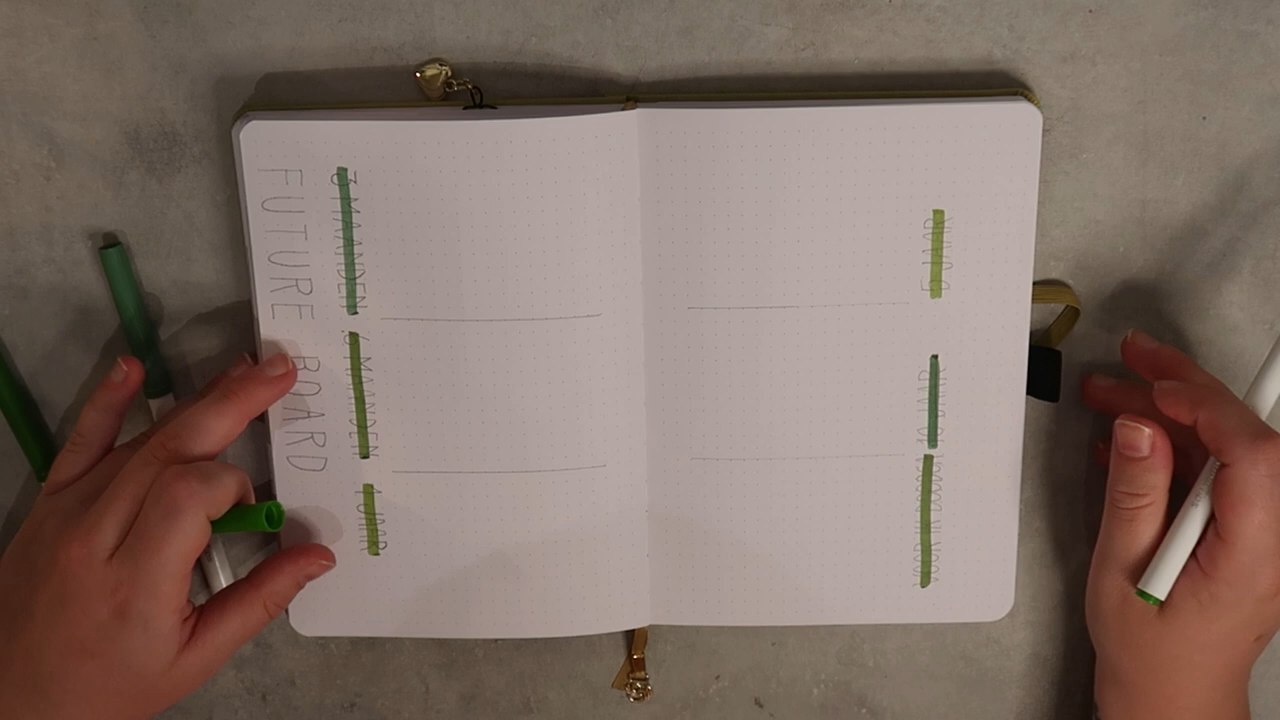 FUTURE BOARD
3 MAANDEN
6 MAANDEN
1 JAAR
5 JAAR
10 JAAR